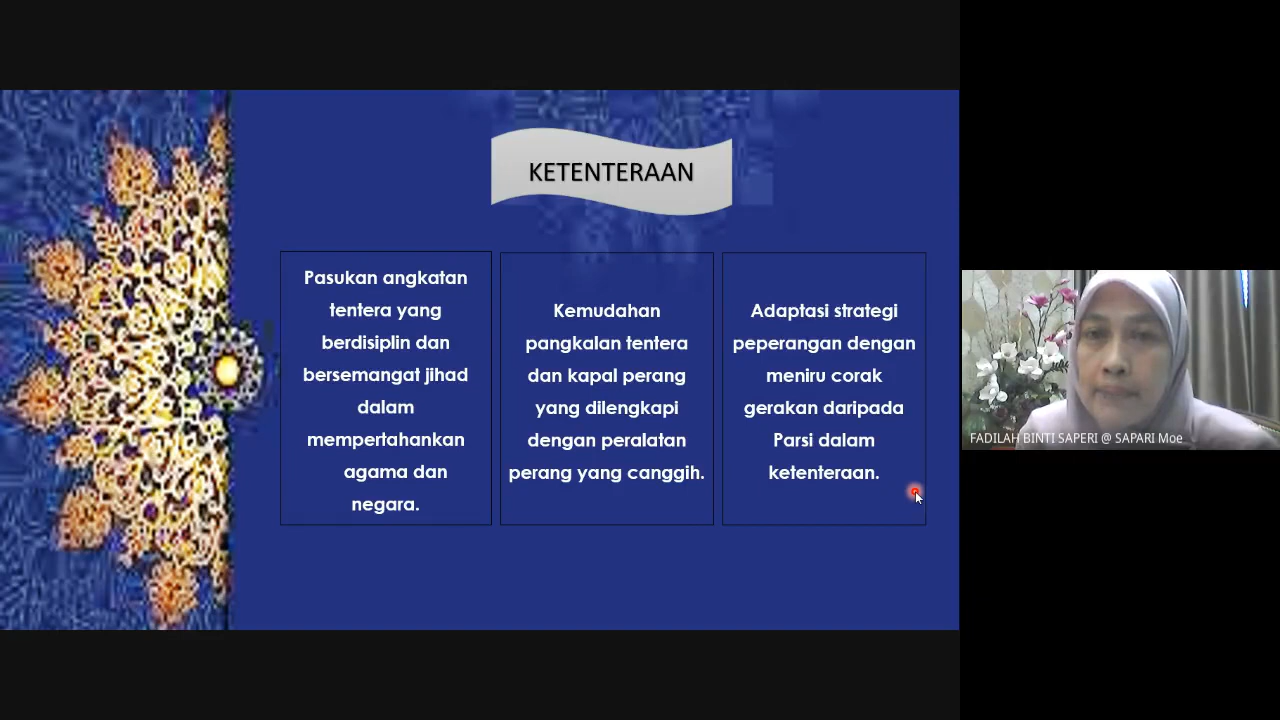 KETENTERAAN
Pasukan angkatan
tentera yang
berdisiplin dan
bersemangat jihad
dalam
mempertahankan
agama dan
negara.
Kemudahan
pangkalan tentera
dan kapal perang
yang dilengkapi
dengan peralatan
perang yang canggih.
Adaptasi strategi
peperangan dengan
meniru corak
gerakan daripada
Parsi dalam
ketenteraan.
FADILAH BINTI SAPERI @ SAPARI Moe